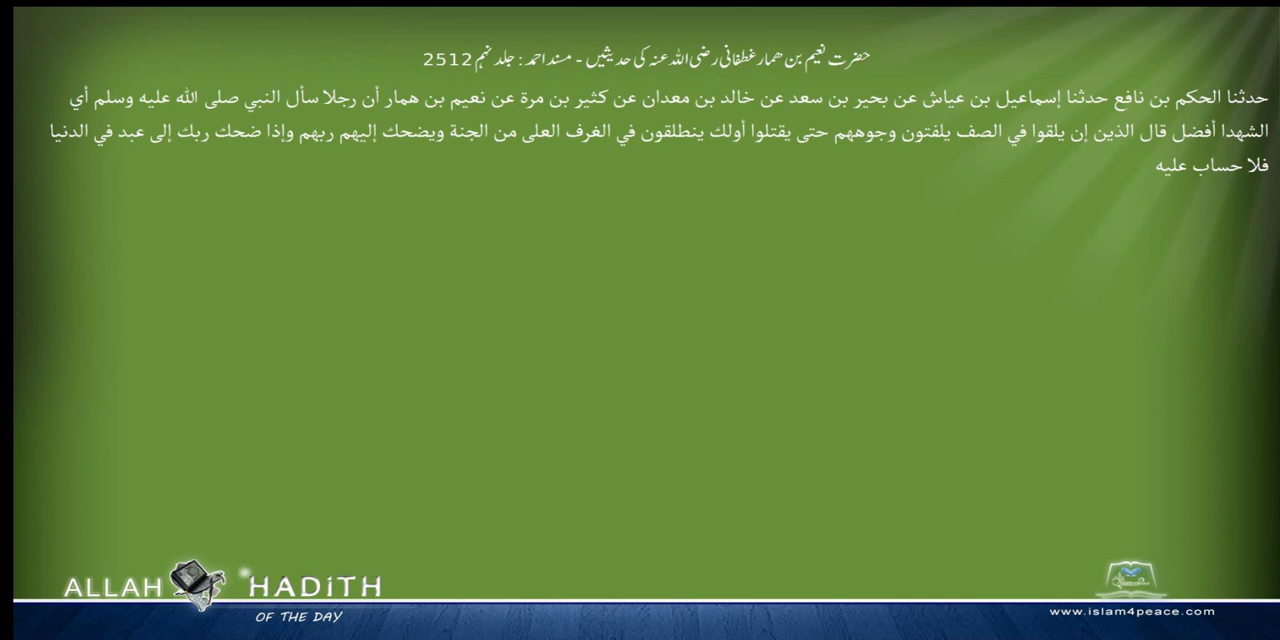 حضرت نعیم بن ھمار غطفانی رضی اللہ عنہ کی حدیثیں - مسند احمد : جلد نہم 2512
حدثنا الحكم بن نافع حدثنا إسماعيل بن عياش عن بحير بن سعد عن خالد بن معدان عن كثير بن مرة عن نعيم بن همار أن رجلا سأل النبي صلى الله عليه وسلم أي
الشهدا أفضل قال الذين إن يلقوا في الصف يلفتون وجوههم حتى يقتلوا أولك ينطلقون في الغرف العلى من الجنة ويضحك إليهم ربهم وإذا ضحك ربك إلى عبد في الدنيا
فلا حساب عليه
ALLAH HADITH
OF THE DAY
www.islam4peace.com